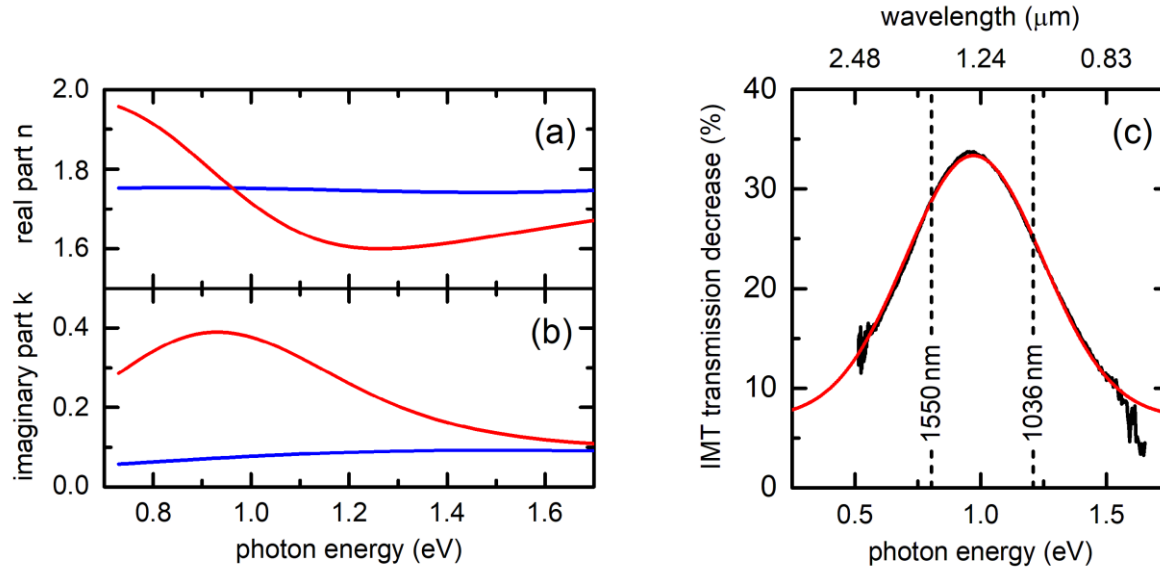 real part n
2.0
1.8
1.6
(a)
imaginary part k
0.4
0.2
0.0
(b)
0.8 1.0 1.2 1.4 1.6
photon energy (eV)
wavelength (μm)
2.48 1.24 0.83
IMT transmission decrease (%)
40
30
20
10
0
(c)
1550 nm
1036 nm
0.5 1.0 1.5
photon energy (eV)